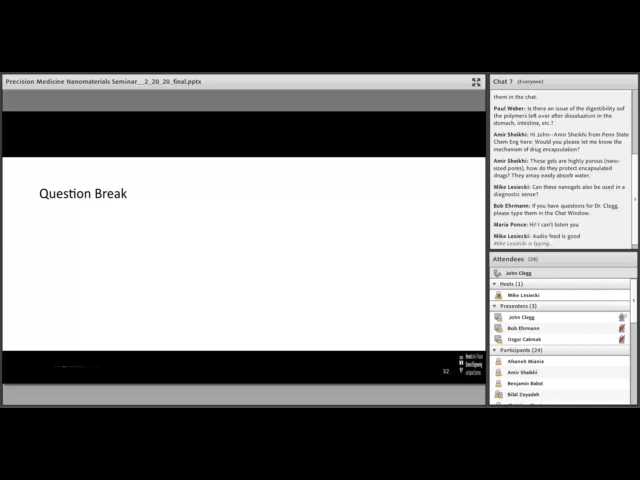 Precision Medicine Nanomaterials Seminar__2_20_20_final.pptx
Question Break
32
Chat 7 (Everyone)
them in the chat.
Paul Weber: Is there an issue of the digestibility oof
the polymers left over after dissoluation in the
stomach, intestine, etc.?
Amir Sheikhi: Hi John--Amir Sheikhi from Penn State
Chem Eng here. Would you please let me know the
mechanism of drug encapsulation?
Amir Sheikhi: These gels are highly porous (nano-
sized pores), how do they protect encapsulated
drugs? They amay easily absorb water.
Mike Lesiecki: Can these nanogels also be used in a
diagnostic sense?
Bob Ehrmann: If you have questions for Dr. Clegg,
please type them in the Chat Window.
Maria Ponce: Hi! I can't listen you
Mike Lesiecki: Audio feed is good
Mike Lesiecki is typing..
Attendees (28)
John Clegg
Hosts (1)
Mike Lesiecki
Presenters (3)
John Clegg
Bob Ehrmann
Ozgur Cakmak
Participants (24)
Afsaneh Mianie
Amir Sheikhi
Benjamin Babst
Bilal Zeyadeh